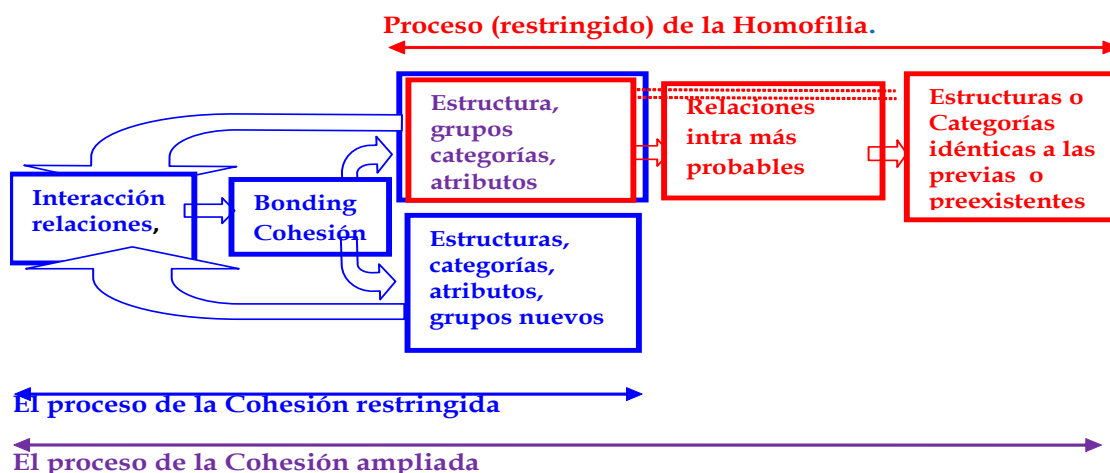 Proceso (restringido) de la Homofilia.
Estructura,
grupos
categorías,
atributos
Relaciones
intra más
probables
Estructuras o
Categorías
idénticas a las
previas o
preexistentes
Interacción
relaciones,
Bonding
Cohesión
Estructuras,
categorías,
atributos,
grupos nuevos
El proceso de la Cohesión restringida
El proceso de la Cohesión ampliada